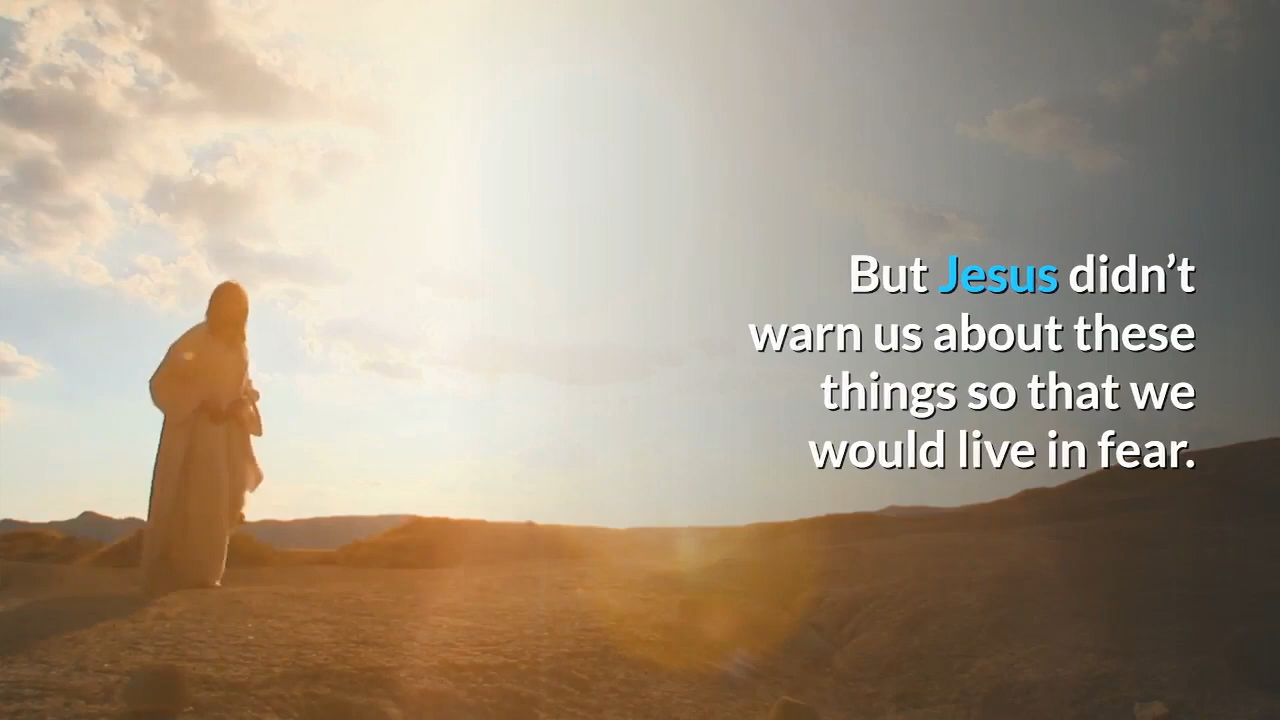 But Jesus didn’t
warn us about these
things so that we
would live in fear.